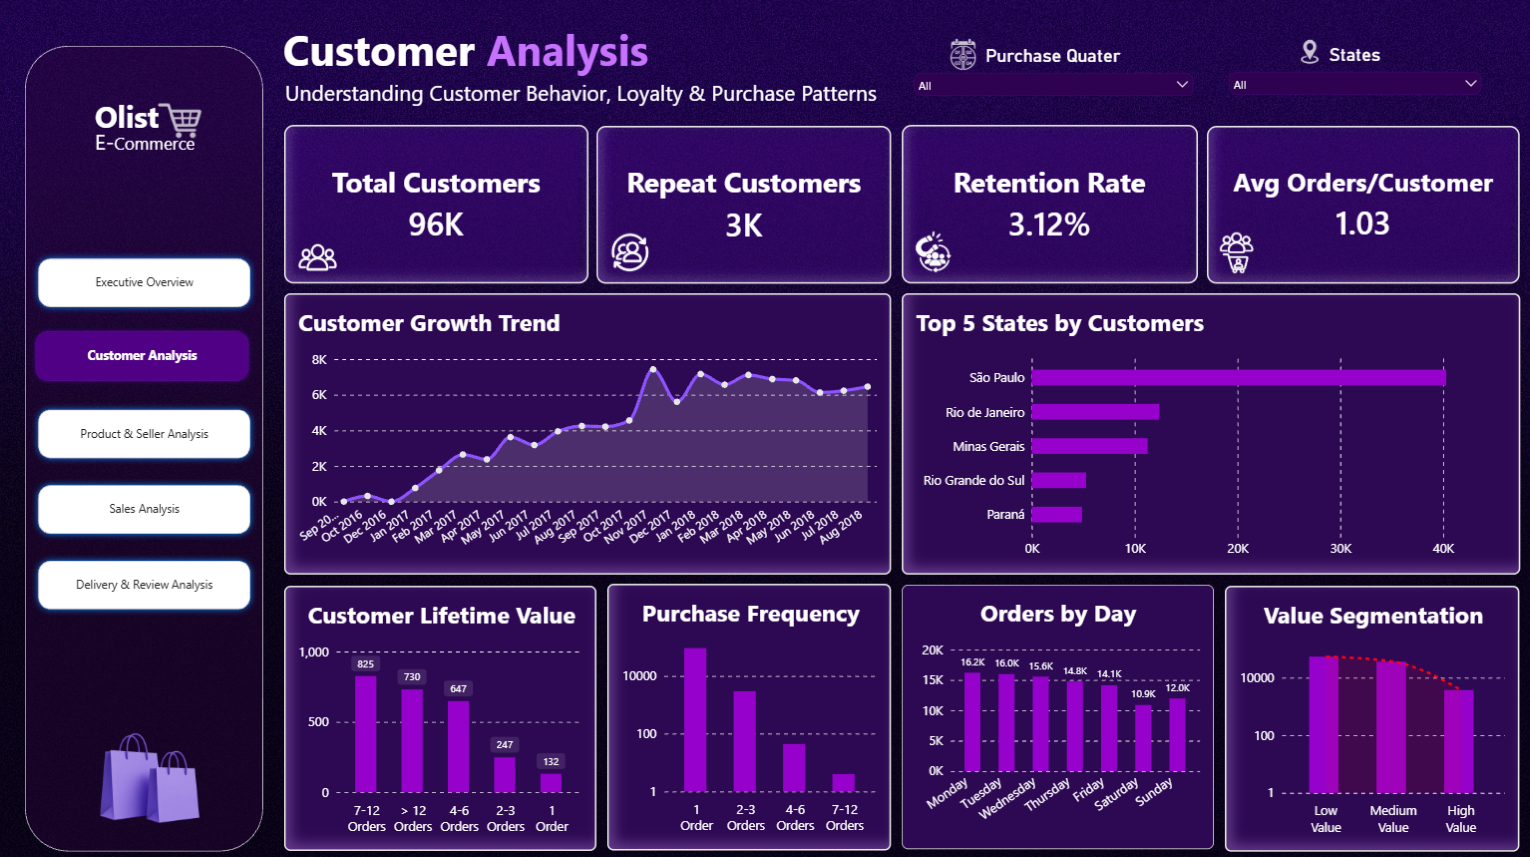 Olist
E-Commerce
Executive Overview
Customer Analysis
Product & Seller Analysis
Sales Analysis
Delivery & Review Analysis
Customer Analysis
Understanding Customer Behavior, Loyalty & Purchase Patterns
Purchase Quater
All
States
All
Total Customers
96K
Repeat Customers
3K
Retention Rate
3.12%
Avg Orders/Customer
1.03
Customer Growth Trend
8K
6K
4K
2K
0K
Sep 20...
Oct 2016
Dec 2016
Jan 2017
Feb 2017
Mar 2017
Apr 2017
May 2017
Jun 2017
Jul 2017
Aug 2017
Sep 2017
Oct 2017
Nov 2017
Dec 2017
Jan 2018
Feb 2018
Mar 2018
Apr 2018
May 2018
Jun 2018
Jul 2018
Aug 2018
Top 5 States by Customers
São Paulo
Rio de Janeiro
Minas Gerais
Rio Grande do Sul
Paraná
0K 10K 20K 30K 40K
Customer Lifetime Value
1,000
500
0
825
730
647
247
132
7-12
Orders
> 12
Orders
4-6
Orders
2-3
Orders
1
Order
Purchase Frequency
10000
100
1
1
Order
2-3
Orders
4-6
Orders
7-12
Orders
Orders by Day
20K
15K
10K
5K
0K
16.2K
16.0K
15.6K
14.8K
14.1K
10.9K
12.0K
Monday
Tuesday
Wednesday
Thursday
Friday
Saturday
Sunday
Value Segmentation
10000
100
1
Low
Value
Medium
Value
High
Value